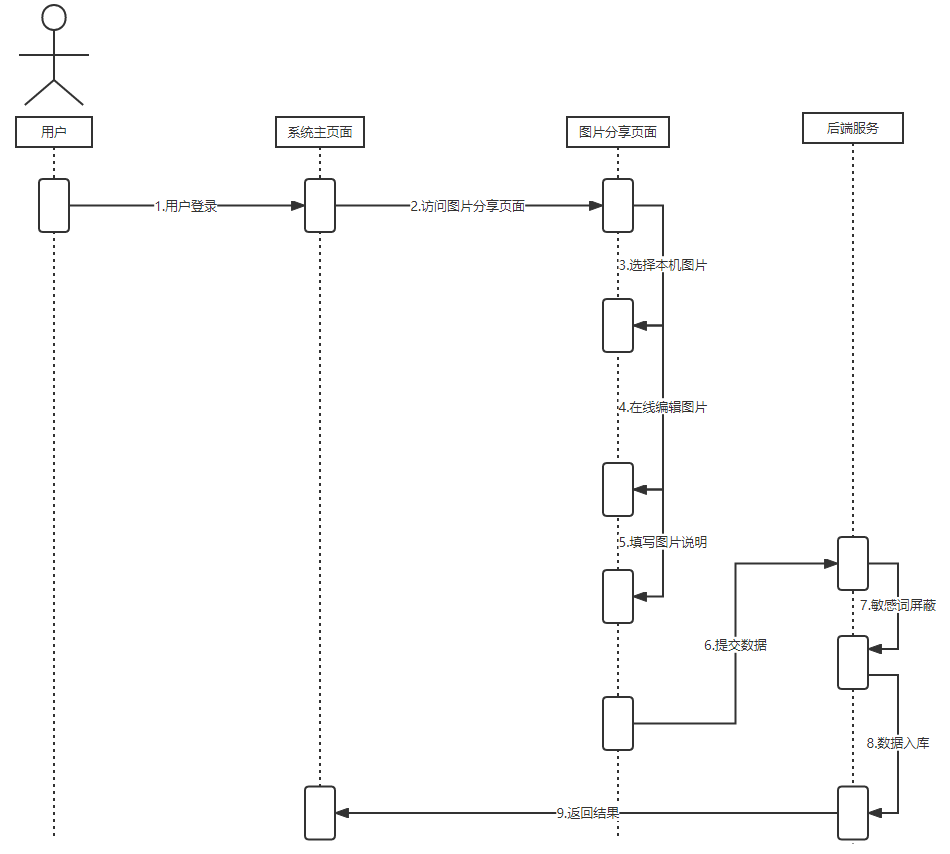 用户
系统主页面
图片分享页面
后端服务
1.用户登录
2.访问图片分享页面
3.选择本机图片
4.在线编辑图片
5.填写图片说明
6.提交数据
7.敏感词屏蔽
8.数据入库
9.返回结果